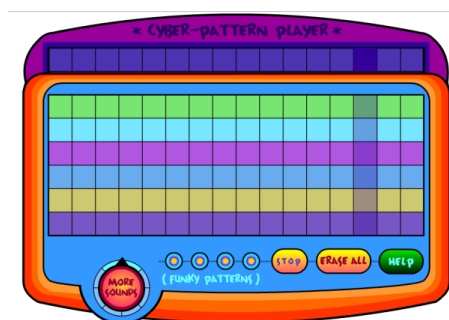 * CYBER-PATTERN PLAYER *
STOP
ERASE ALL
HELP
( FUNKY PATTERNS )
MORE
SOUNDS